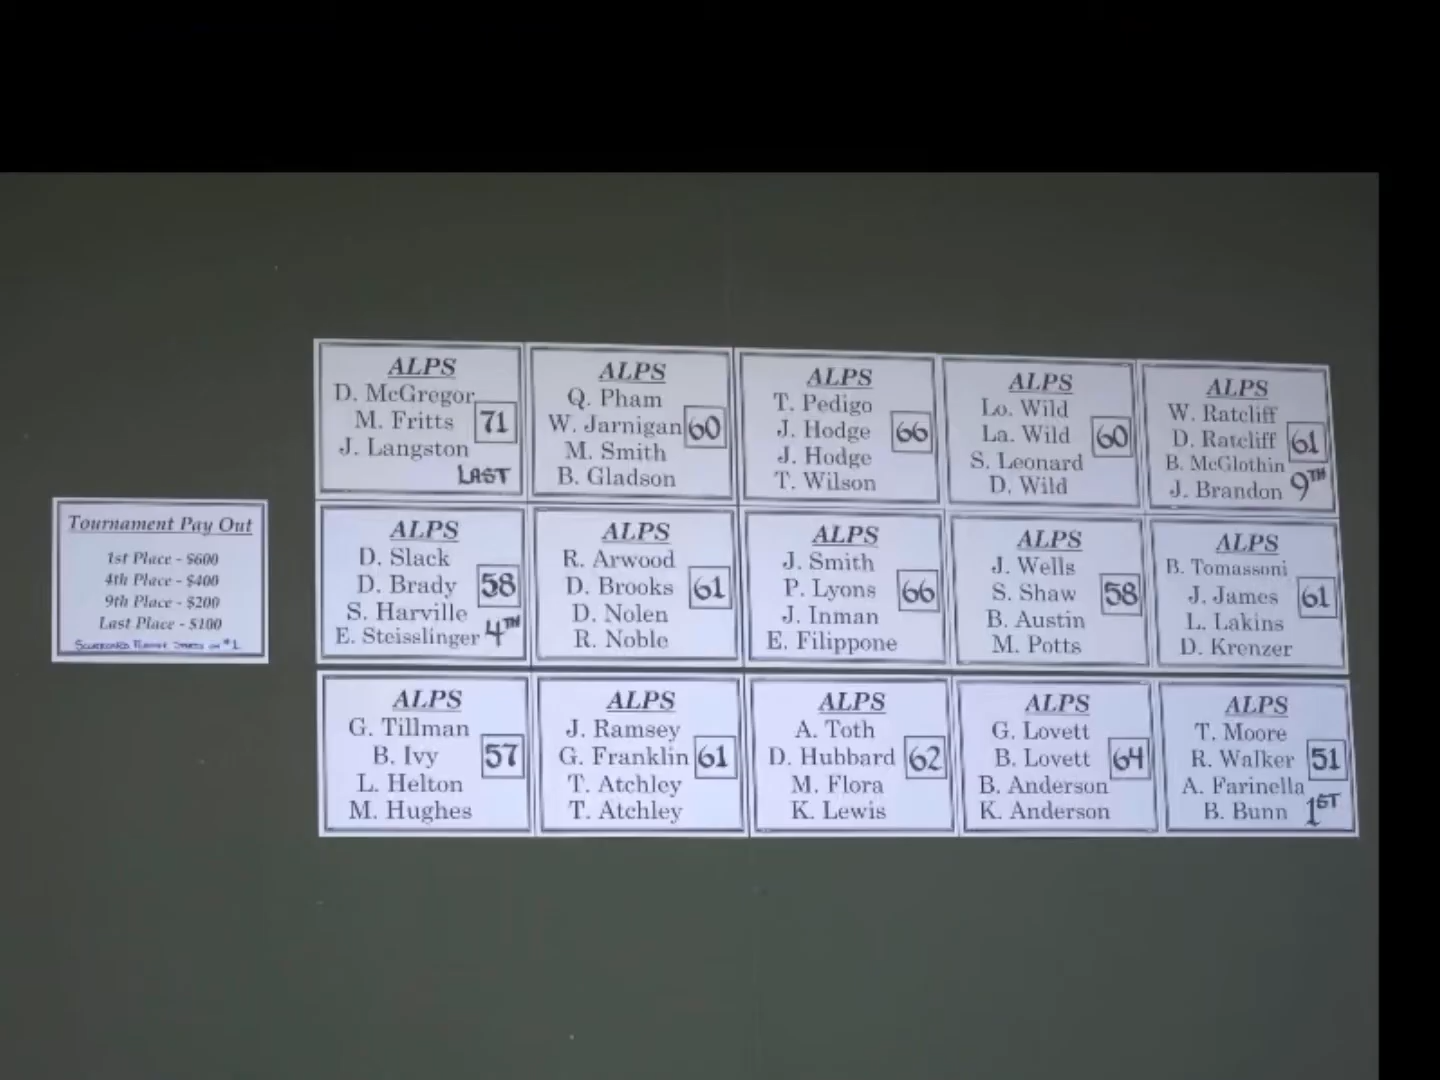 Tournament Pay Out
1st Place - $600
4th Place - $400
9th Place - $200
Last Place - $100
ALPS
D. McGregor
M. Fritts 71
J. Langston
LAST
ALPS
Q. Pham
W. Jarnigan 60
M. Smith
B. Gladson
ALPS
T. Pedigo
J. Hodge 66
J. Hodge
T. Wilson
ALPS
Lo. Wild
La. Wild 60
S. Leonard
D. Wild
ALPS
W. Ratcliff
D. Ratcliff 61
B. McGlothin
J. Brandon 9TH
ALPS
D. Slack
D. Brady 58
S. Harville
E. Steisslinger 4TH
ALPS
R. Arwood
D. Brooks 61
D. Nolen
R. Noble
ALPS
J. Smith
P. Lyons 66
J. Inman
E. Filippone
ALPS
J. Wells
S. Shaw 58
B. Austin
M. Potts
ALPS
B. Tomassoni
J. James 61
L. Lakins
D. Krenzer
ALPS
G. Tillman
B. Ivy 57
L. Helton
M. Hughes
ALPS
J. Ramsey
G. Franklin 61
T. Atchley
T. Atchley
ALPS
A. Toth
D. Hubbard 62
M. Flora
K. Lewis
ALPS
G. Lovett
B. Lovett 64
B. Anderson
K. Anderson
ALPS
T. Moore
R. Walker 51
A. Farinella
B. Bunn 1ST